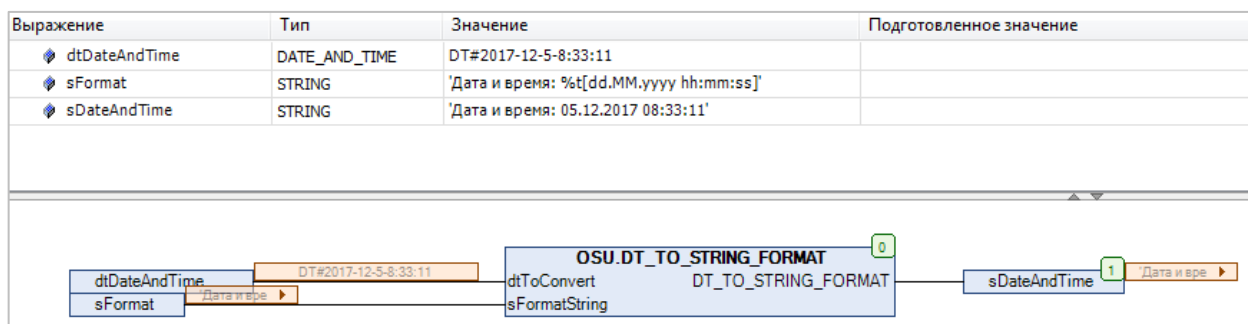 Выражение Тип Значение Подготовленное значение
dtDateAndTime DATE_AND_TIME DT#2017-12-5-8:33:11
sFormat STRING 'Дата и время: %t[dd.MM.yyyy hh:mm:ss]'
sDateAndTime STRING 'Дата и время: 05.12.2017 08:33:11'
OSU.DT_TO_STRING_FORMAT 0
dtDateAndTime DT#2017-12-5-8:33:11 dtToConvert DT_TO_STRING_FORMAT sDateAndTime 1 'Дата и вре
sFormat 'Дата и вре sFormatString